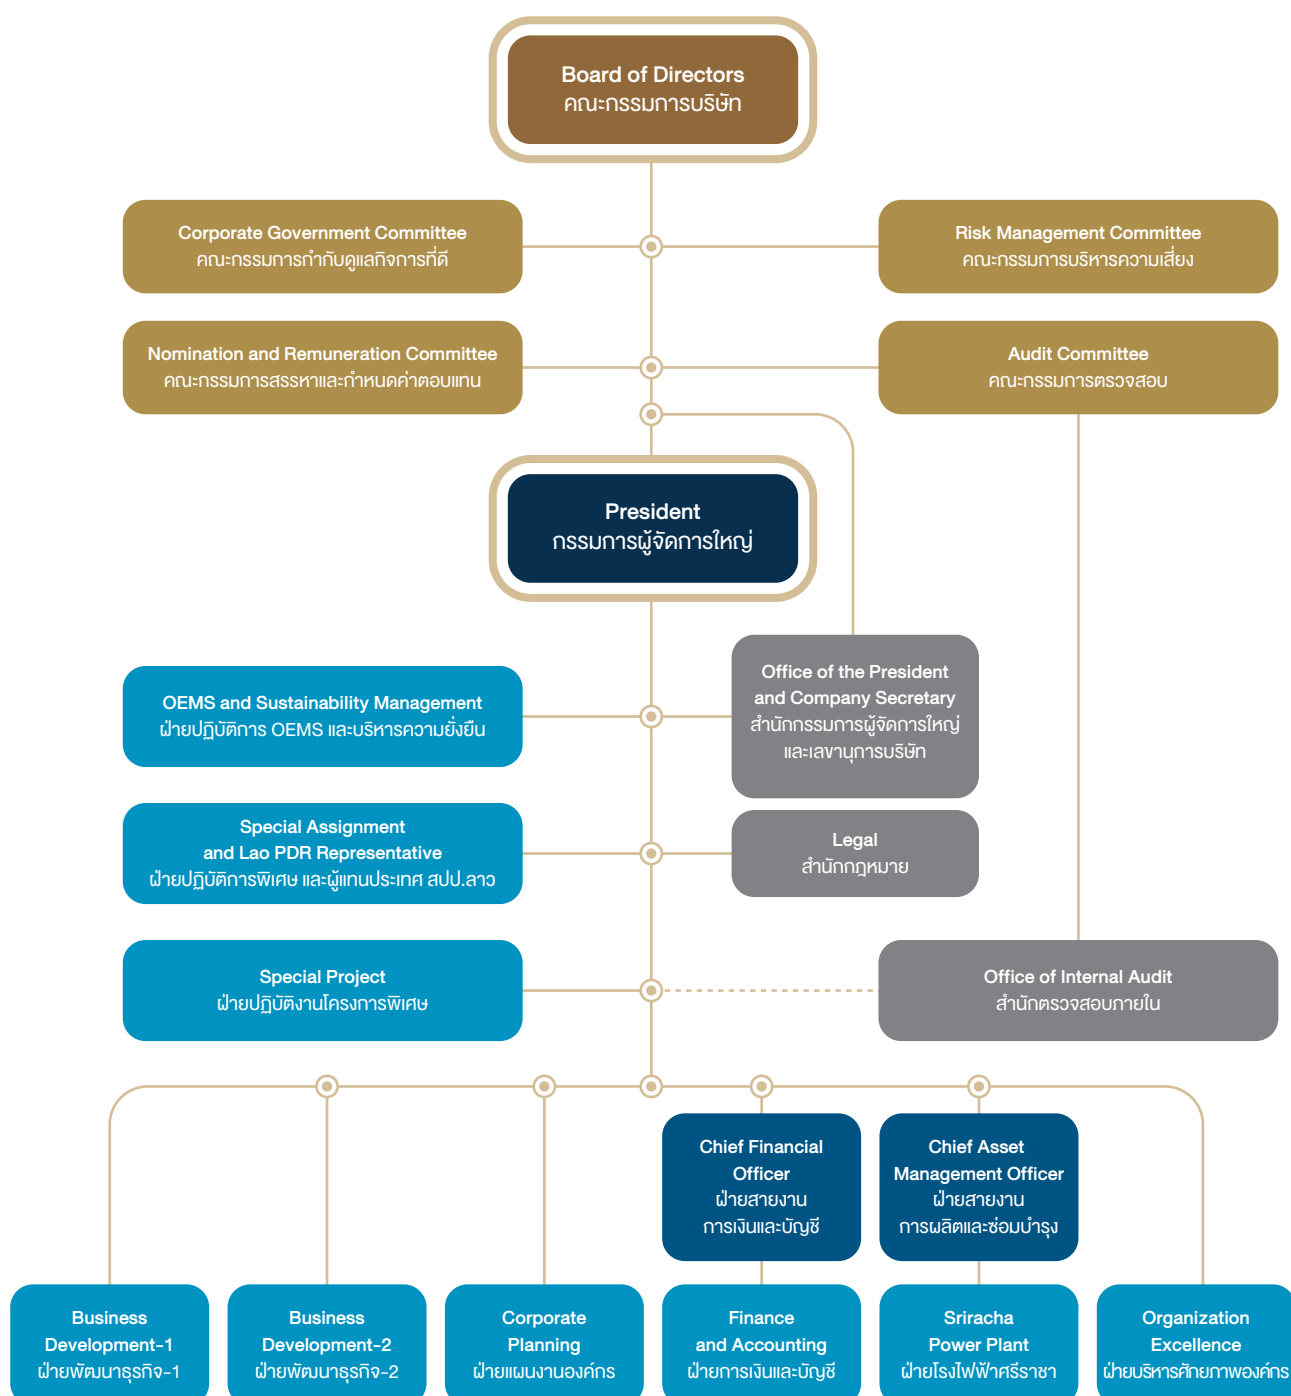 Board of Directors
คณะกรรมการบริษัท
Corporate Government Committee
คณะกรรมการกำกับดูแลกิจการที่ดี
Risk Management Committee
คณะกรรมการบริหารความเสี่ยง
Nomination and Remuneration Committee
คณะกรรมการสรรหาและกำหนดค่าตอบแทน
Audit Committee
คณะกรรมการตรวจสอบ
President
กรรมการผู้จัดการใหญ่
OEMS and Sustainability Management
ฝ่ายปฏิบัติการ OEMS และบริหารความยั่งยืน
Office of the President
and Company Secretary
สำนักกรรมการผู้จัดการใหญ่
และเลขานุการบริษัท
Special Assignment
and Lao PDR Representative
ฝ่ายปฏิบัติการพิเศษ และผู้แทนประเทศ สปป.ลาว
Legal
สำนักกฎหมาย
Special Project
ฝ่ายปฏิบัติงานโครงการพิเศษ
Office of Internal Audit
สำนักตรวจสอบภายใน
Chief Financial
Officer
ฝ่ายสายงาน
การเงินและบัญชี
Chief Asset
Management Officer
ฝ่ายสายงาน
การผลิตและซ่อมบำรุง
Business
Development-1
ฝ่ายพัฒนาธุรกิจ-1
Business
Development-2
ฝ่ายพัฒนาธุรกิจ-2
Corporate
Planning
ฝ่ายแผนงานองค์กร
Finance
and Accounting
ฝ่ายการเงินและบัญชี
Sriracha
Power Plant
ฝ่ายโรงไฟฟ้าศรีราชา
Organization
Excellence
ฝ่ายบริหารศักยภาพองค์กร